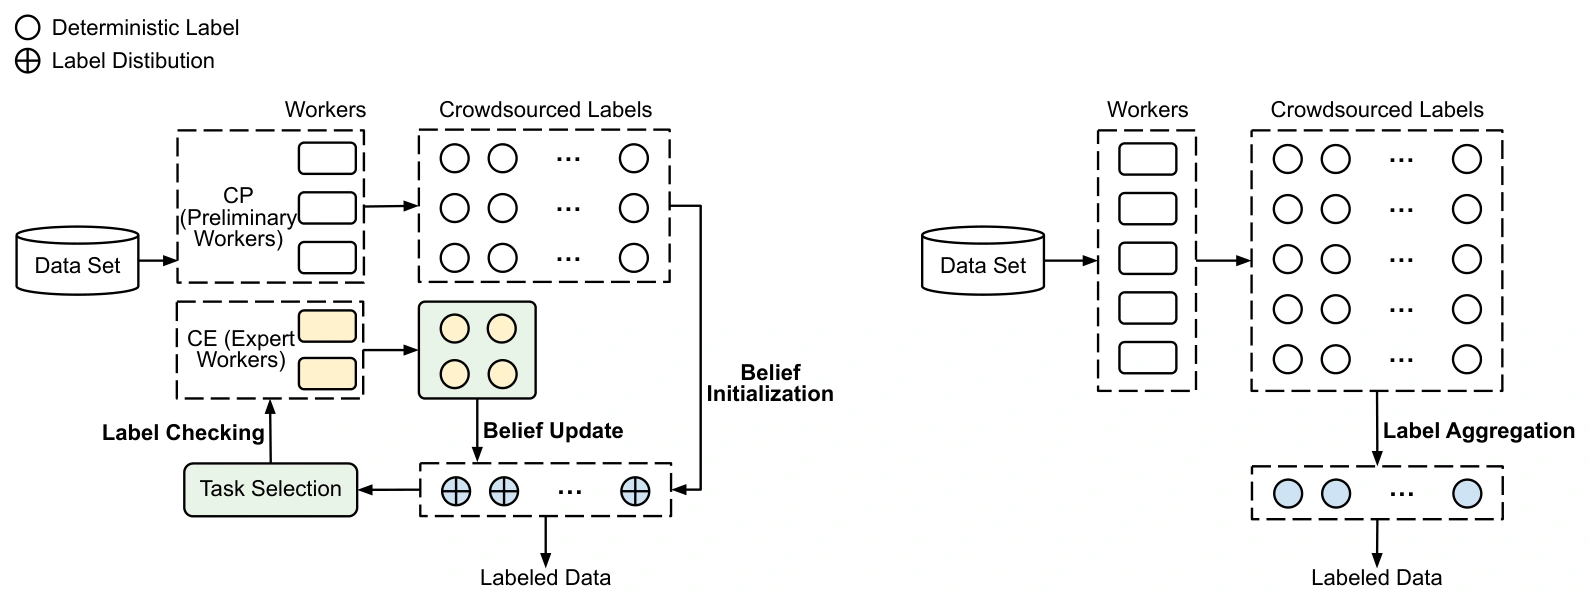 Deterministic Label
Label Distibution
Workers
Crowdsourced Labels
CP
(Preliminary
Workers)
...
...
...
Data Set
CE (Expert
Workers)
Belief
Initialization
Label Checking
Belief Update
Task Selection
...
Labeled Data
Workers
Crowdsourced Labels
...
...
...
...
...
Data Set
Label Aggregation
...
Labeled Data